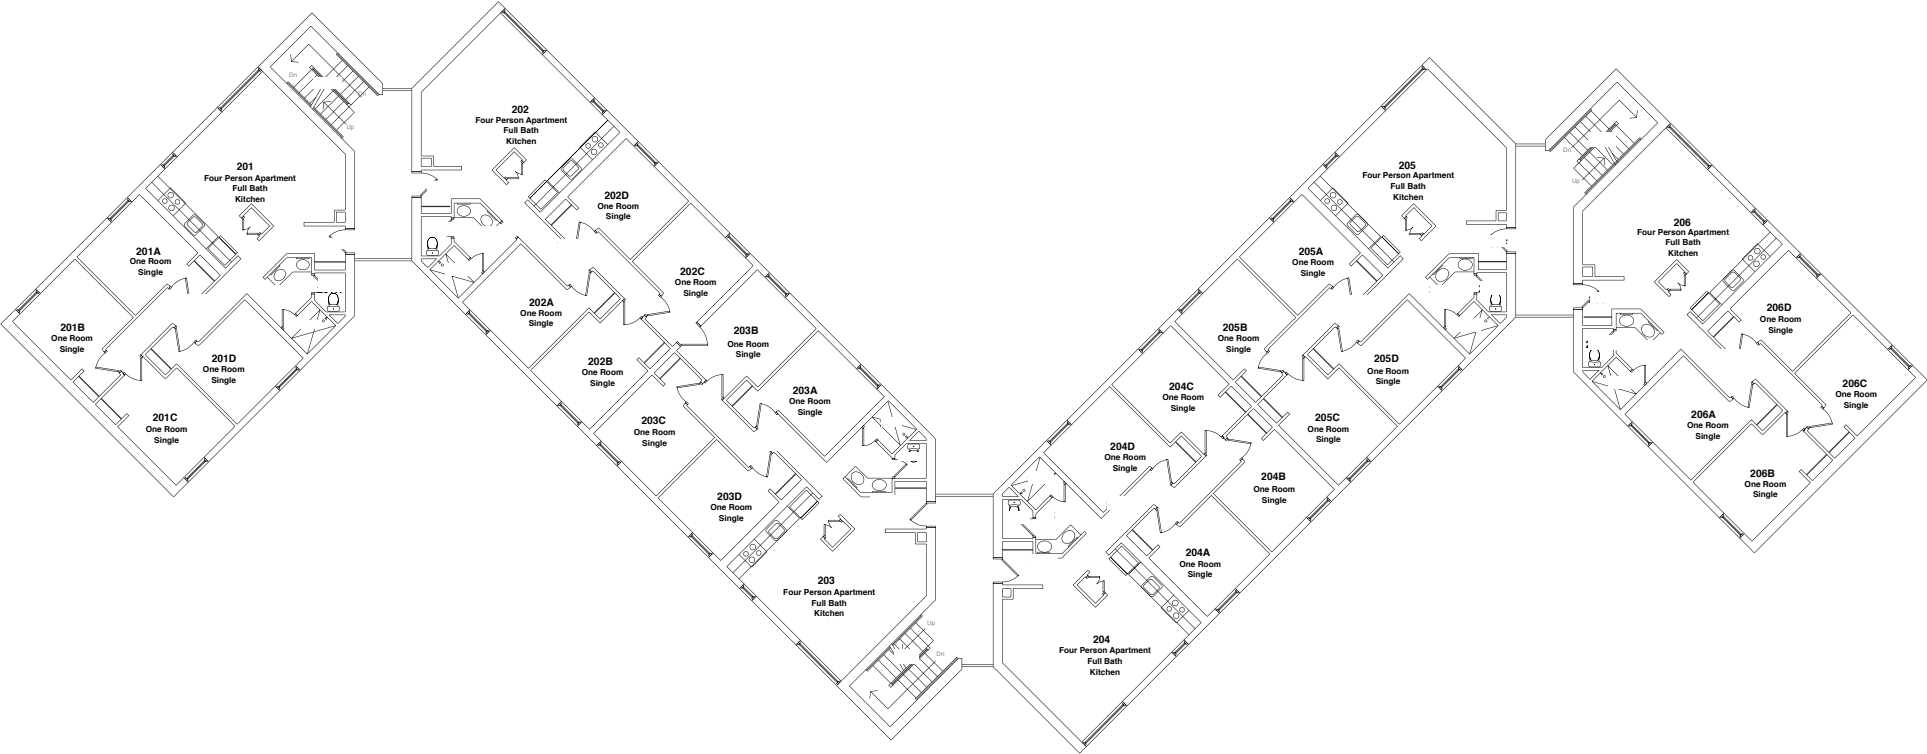 Dn
Dn
Up
201
Four Person Apartment
Full Bath
Kitchen
201A
One Room
Single
201B
One Room
Single
201C
One Room
Single
201D
One Room
Single
202
Four Person Apartment
Full Bath
Kitchen
202D
One Room
Single
202C
One Room
Single
202A
One Room
Single
202B
One Room
Single
203B
One Room
Single
203A
One Room
Single
203C
One Room
Single
203D
One Room
Single
203
Four Person Apartment
Full Bath
Kitchen
Up
Dn
204C
One Room
Single
204D
One Room
Single
204B
One Room
Single
204A
One Room
Single
204
Four Person Apartment
Full Bath
Kitchen
205
Four Person Apartment
Full Bath
Kitchen
205A
One Room
Single
205B
One Room
Single
205D
One Room
Single
205C
One Room
Single
Dn
Up
206
Four Person Apartment
Full Bath
Kitchen
206D
One Room
Single
206C
One Room
Single
206A
One Room
Single
206B
One Room
Single